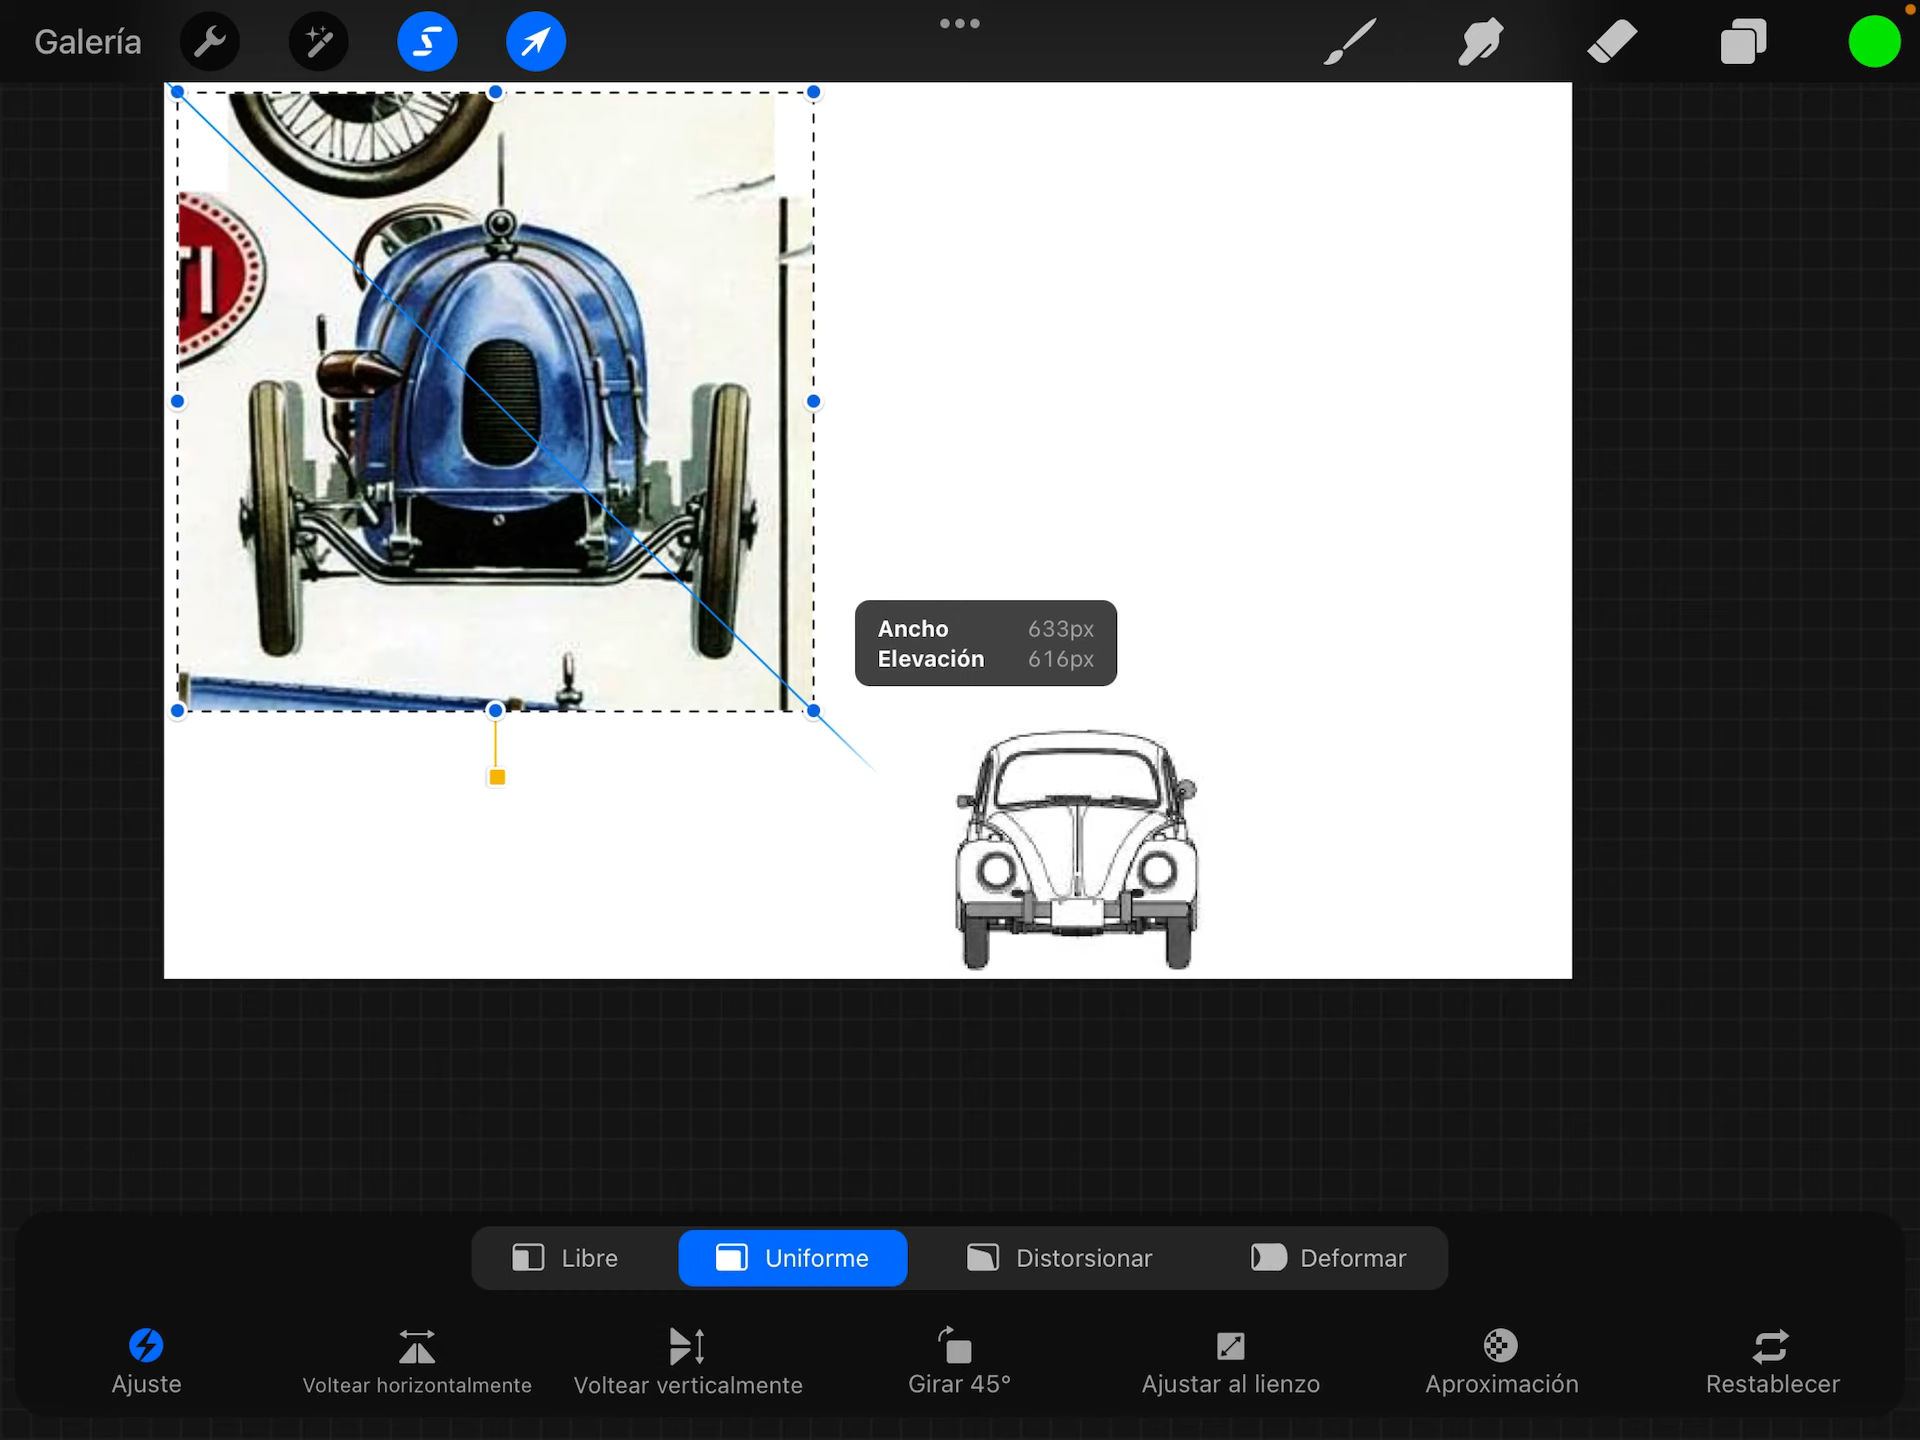 Galería
TI
Ancho 633px
Elevación 616px
Libre Uniforme Distorsionar Deformar
Ajuste Voltear horizontalmente Voltear verticalmente Girar 45° Ajustar al lienzo Aproximación Restablecer